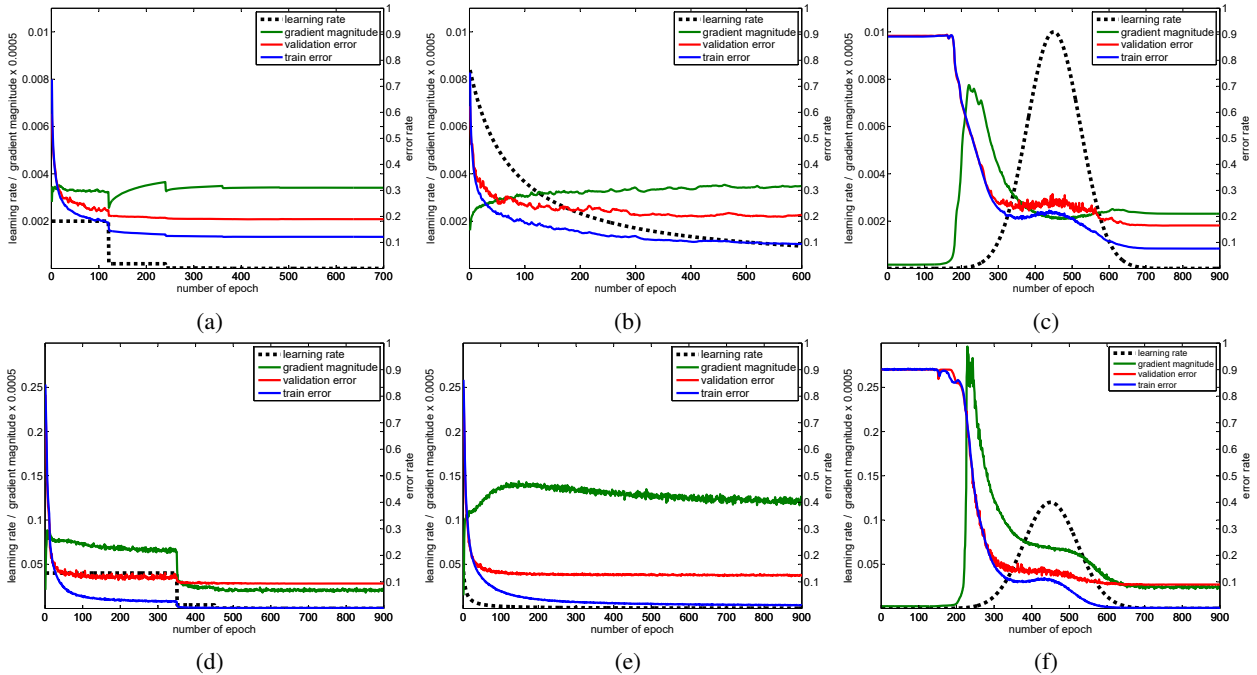 learning rate
gradient magnitude
validation error
train error
0.01
0.008
0.006
0.004
0.002
1
0.9
0.8
0.7
0.6
0.5
0.4
0.3
0.2
0.1
0 100 200 300 400 500 600 700
learning rate / gradient magnitude x 0.0005
error rate
number of epoch
(a)
learning rate
gradient magnitude
validation error
train error
0.01
0.008
0.006
0.004
0.002
1
0.9
0.8
0.7
0.6
0.5
0.4
0.3
0.2
0.1
0 100 200 300 400 500 600
learning rate / gradient magnitude x 0.0005
error rate
number of epoch
(b)
learning rate
gradient magnitude
validation error
train error
0.01
0.008
0.006
0.004
0.002
1
0.9
0.8
0.7
0.6
0.5
0.4
0.3
0.2
0.1
0 100 200 300 400 500 600 700 800 900
learning rate / gradient magnitude x 0.0005
error rate
number of epoch
(c)
learning rate
gradient magnitude
validation error
train error
0.25
0.2
0.15
0.1
0.05
1
0.9
0.8
0.7
0.6
0.5
0.4
0.3
0.2
0.1
0 100 200 300 400 500 600 700 800 900
learning rate / gradient magnitude x 0.0005
error rate
number of epoch
(d)
learning rate
gradient magnitude
validation error
train error
0.25
0.2
0.15
0.1
0.05
1
0.9
0.8
0.7
0.6
0.5
0.4
0.3
0.2
0.1
0 100 200 300 400 500 600 700 800 900
learning rate / gradient magnitude x 0.0005
error rate
number of epoch
(e)
learning rate
gradient magnitude
validation error
train error
0.25
0.2
0.15
0.1
0.05
1
0.9
0.8
0.7
0.6
0.5
0.4
0.3
0.2
0.1
0 100 200 300 400 500 600 700 800 900
learning rate / gradient magnitude x 0.0005
error rate
number of epoch
(f)